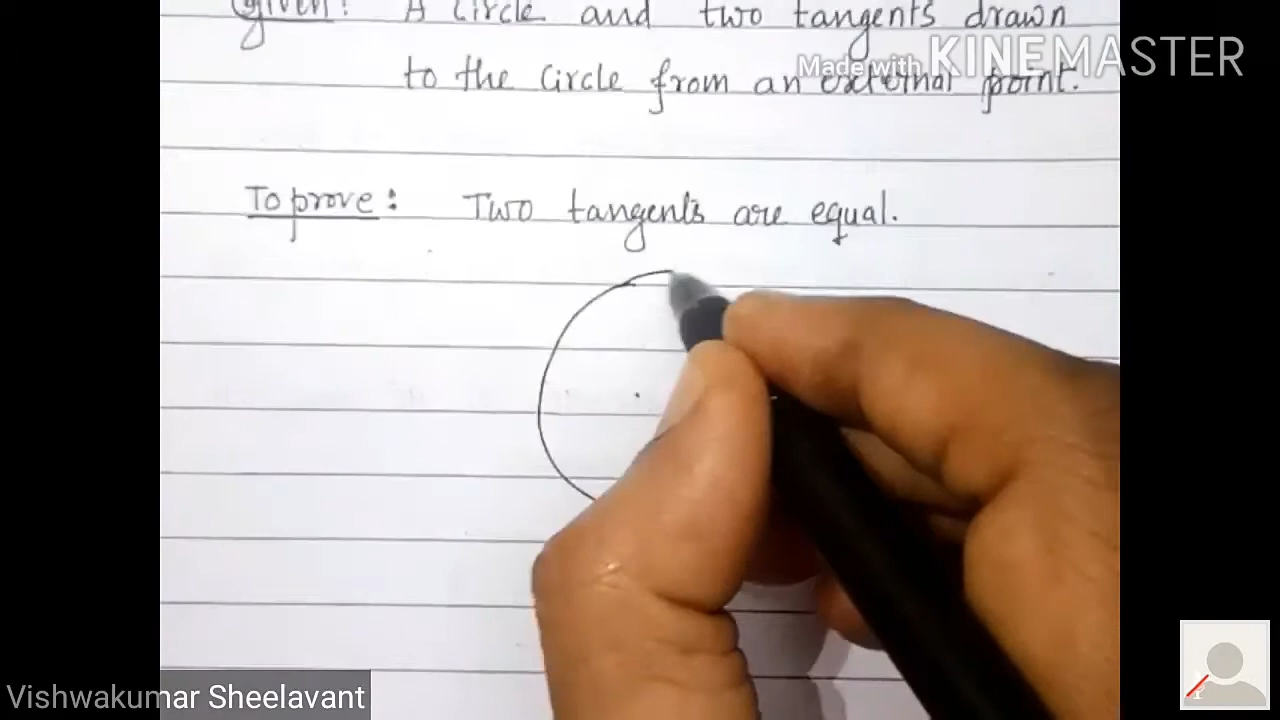 Given: A Circle and two tangents drawn
to the Circle from an external point.
Made with KINEMASTER
To prove: Two tangents are equal.
Vishwakumar Sheelavant